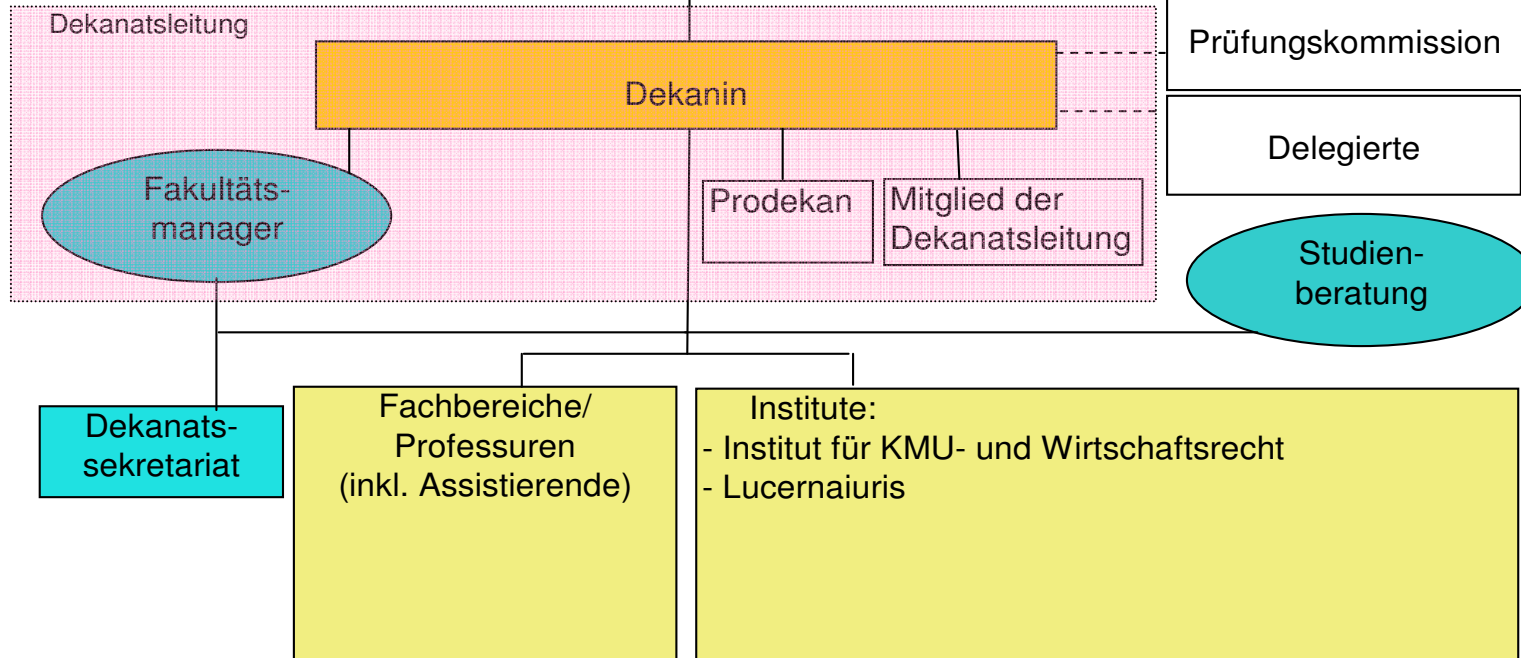 Dekanatsleitung
Prüfungskommission
Dekanin
Delegierte
Fakultäts-
manager
Prodekan
Mitglied der
Dekanatsleitung
Studien-
beratung
Dekanats-
sekretariat
Fachbereiche/
Professuren
(inkl. Assistierende)
Institute:
- Institut für KMU- und Wirtschaftsrecht
- Lucernaiuris